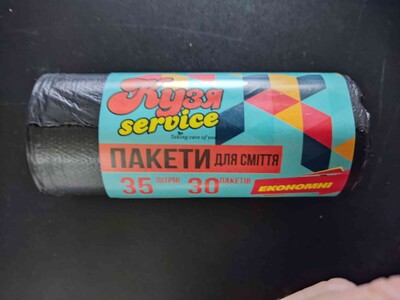 Кузя
service
Taking care of you
ПАКЕТИ ДЛЯ СМІТТЯ
35 ЛІТРІВ 30 ПАКЕТІВ
ЕКОНОМНІ